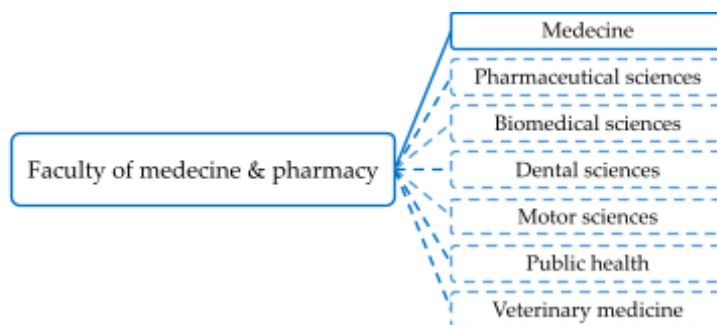 Medecine
Pharmaceutical sciences
Biomedical sciences
Faculty of medecine & pharmacy
Dental sciences
Motor sciences
Public health
Veterinary medicine